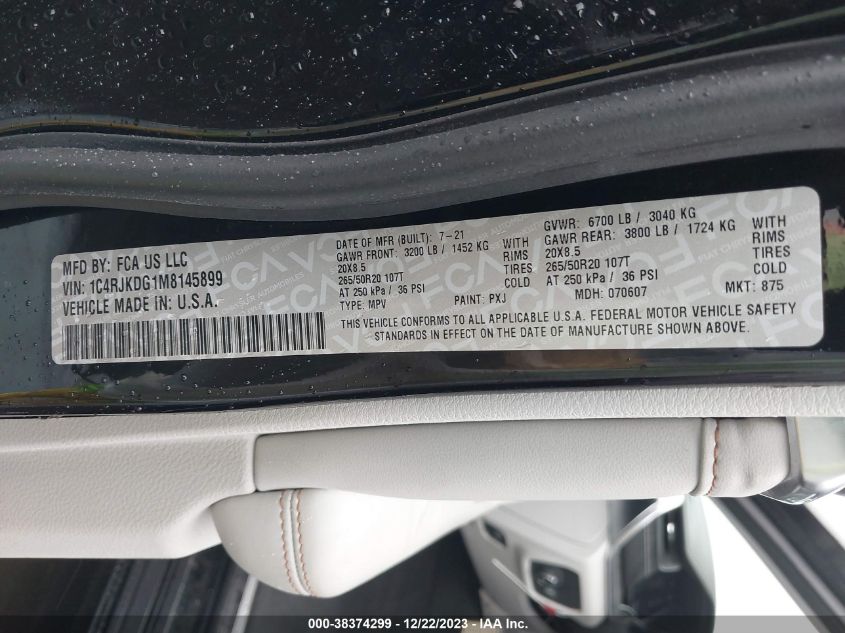 MFD BY: FCA US LLC
VIN: 1C4RJKDG1M8145899
VEHICLE MADE IN: U.S.A.
DATE OF MFR (BUILT): 7-21
GAWR FRONT: 3200 LB / 1452 KG WITH
20X8.5 RIMS
265/50R20 107T TIRES
AT 250 kPa / 36 PSI COLD
TYPE: MPV PAINT: PXJ
GVWR: 6700 LB / 3040 KG
GAWR REAR: 3800 LB / 1724 KG WITH
20X8.5 RIMS
265/50R20 107T TIRES
AT 250 kPa / 36 PSI COLD
MDH: 070607 MKT: 875
THIS VEHICLE CONFORMS TO ALL APPLICABLE U.S.A. FEDERAL MOTOR VEHICLE SAFETY
STANDARDS IN EFFECT ON THE DATE OF MANUFACTURE SHOWN ABOVE.
000-38374299 - 12/22/2023 - IAA Inc.